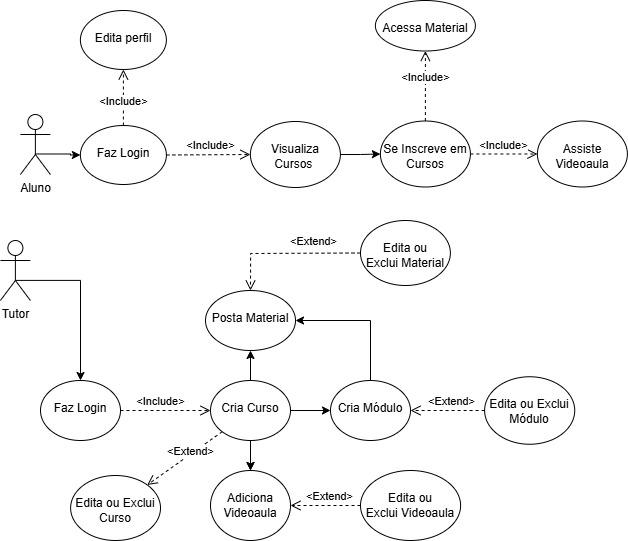 Edita perfil
Acessa Material
<Include>
<Include>
Aluno
Faz Login
<Include>
Visualiza
Cursos
Se Inscreve em
Cursos
<Include>
Assiste
Videoaula
Tutor
<Extend>
Edita ou
Exclui Material
Posta Material
Faz Login
<Include>
Cria Curso
Cria Módulo
<Extend>
Edita ou Exclui
Módulo
<Extend>
Edita ou Exclui
Curso
Adiciona
Videoaula
<Extend>
Edita ou
Exclui Videoaula